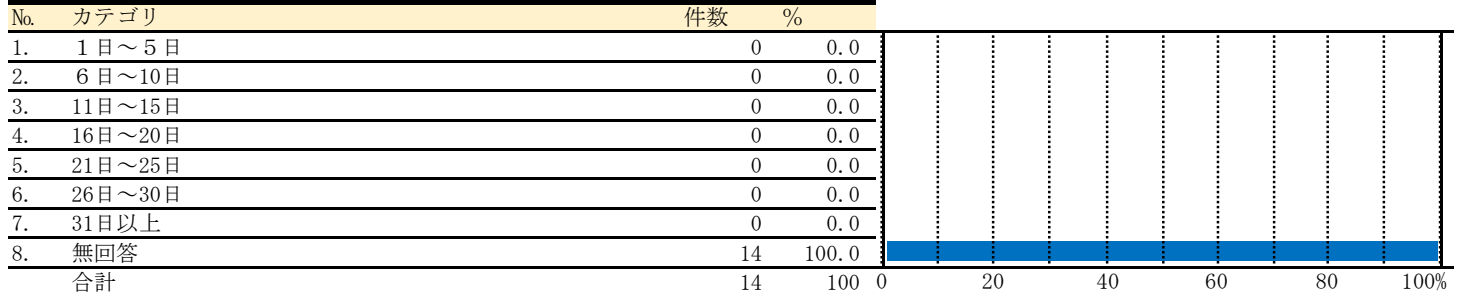 № カテゴリ 件数 %
1. 1日～5日 0 0.0
2. 6日～10日 0 0.0
3. 11日～15日 0 0.0
4. 16日～20日 0 0.0
5. 21日～25日 0 0.0
6. 26日～30日 0 0.0
7. 31日以上 0 0.0
8. 無回答 14 100.0
合計 14 100 0 20 40 60 80 100%